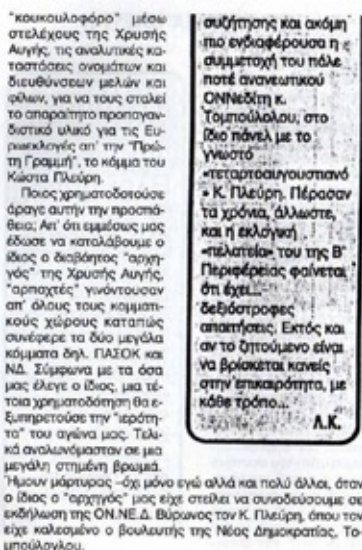 "κουκουλοφόρο" μέσω
στελέχους της Χρυσής
Αυγής, τις αναλυτικές κα-
ταστάσεις ονομάτων και
διευθύνσεων μελών και
φίλων, για να τους σταλεί
το απαραίτητο προπαγαν-
διστικό υλικό για τις Ευ-
ρωεκλογές απ' την "Πρώ-
τη Γραμμή", το κόμμα του
Κώστα Πλεύρη.
Ποιος χρηματοδοτούσε
άραγε αυτήν την προσπά-
θεια; Απ' ότι εμμέσως μας
έδωσε να καταλάβουμε ο
ίδιος ο διαβόητος "αρχη-
γός" της Χρυσής Αυγής,
"αρπαχτές" γινόντουσαν
απ' όλους τους κομματι-
κούς χώρους καταπώς
συνέφερε τα δύο μεγάλα
κόμματα δηλ. ΠΑΣΟΚ και
ΝΔ. Σύμφωνα με τα όσα
μας έλεγε ο ίδιος, μια τέ-
τοια χρηματοδότηση θα ε-
ξυπηρετούσε την "ιερότη-
τα" του αγώνα μας. Τελι-
κά αναλωνόμασταν σε μια
μεγάλη στημένη βρωμιά.
Ήμουν μάρτυρας -όχι μόνο εγώ αλλά και πολύ άλλοι, όταν
ο ίδιος ο "αρχηγός" μας είχε στείλει να συνοδεύσουμε σε
εκδήλωση της ΟΝ.ΝΕ.Δ. Βύρωνος τον Κ. Πλεύρη, όπου τον
είχε καλεσμένο ο βουλευτής της Νέας Δημοκρατίας, Το-
μπούλογλου.
συζήτησης και ακόμη
πιο ενδιαφέρουσα η
συμμετοχή του πάλε
ποτέ ανανεωτικού
ΟΝΝεδίτη κ.
Τομπούλολου, στο
ίδιο πάνελ με το
γνωστό
«τεταρτοαυγουστιανό
» Κ. Πλεύρη. Πέρασαν
τα χρόνια, άλλωστε,
και η εκλογική
«πελατεία» του της Β'
Περιφέρειας φαίνεται
ότι έχει...
δεξιόστροφες
απαιτήσεις. Εκτός και
αν το ζητούμενο είναι
να βρίσκεται κανείς
στην επικαιρότητα, με
κάθε τρόπο...
Λ.Κ.